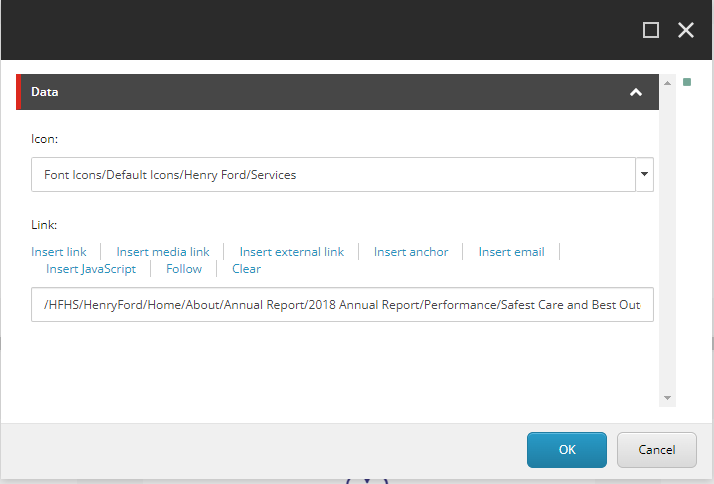 Data
Icon:
Font Icons/Default Icons/Henry Ford/Services
Link:
Insert link Insert media link Insert external link Insert anchor Insert email
Insert JavaScript Follow Clear
/HFHS/HenryFord/Home/About/Annual Report/2018 Annual Report/Performance/Safest Care and Best Out
OK Cancel